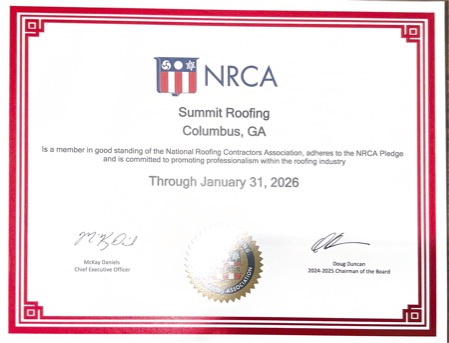 NRCA
Summit Roofing
Columbus, GA
Is a member in good standing of the National Roofing Contractors Association, adheres to the NRCA Pledge
and is committed to promoting professionalism within the roofing industry
Through January 31, 2026
McKay Daniels
Chief Executive Officer
ASSOCIATION
Doug Duncan
2024-2025 Chairman of the Board